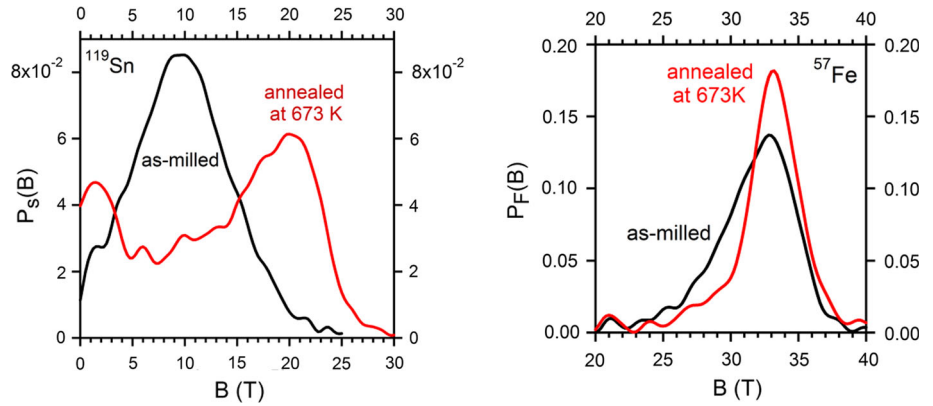 0 5 10 15 20 25 30
¹¹⁹Sn
8x10⁻²
8x10⁻²
annealed
at 673 K
6
6
as-milled
4
4
2
2
0
0
0 5 10 15 20 25 30
P_S(B)
B (T)
20 25 30 35 40
0.20
0.20
annealed
at 673K
⁵⁷Fe
0.15
0.15
0.10
0.10
as-milled
0.05
0.05
0.00
0.00
20 25 30 35 40
P_F(B)
B (T)